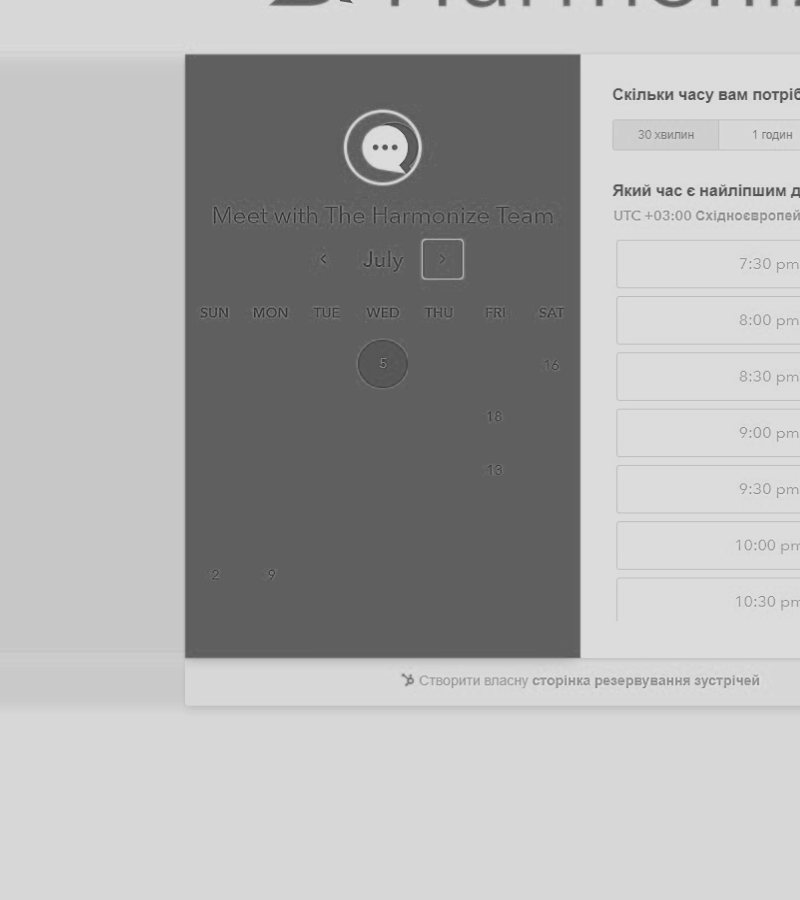 Meet with The Harmonize Team
July
SUN MON TUE WED THU FRI SAT
5 16
18
13
2 9
Скільки часу вам
30 хвилин 1 годин
Який час є найліпшим
UTC +03:00
7:30 pm
8:00 pm
8:30 pm
9:00 pm
9:30 pm
10:00 pm
10:30 pm
Створити власну сторінка резервування зустрічей